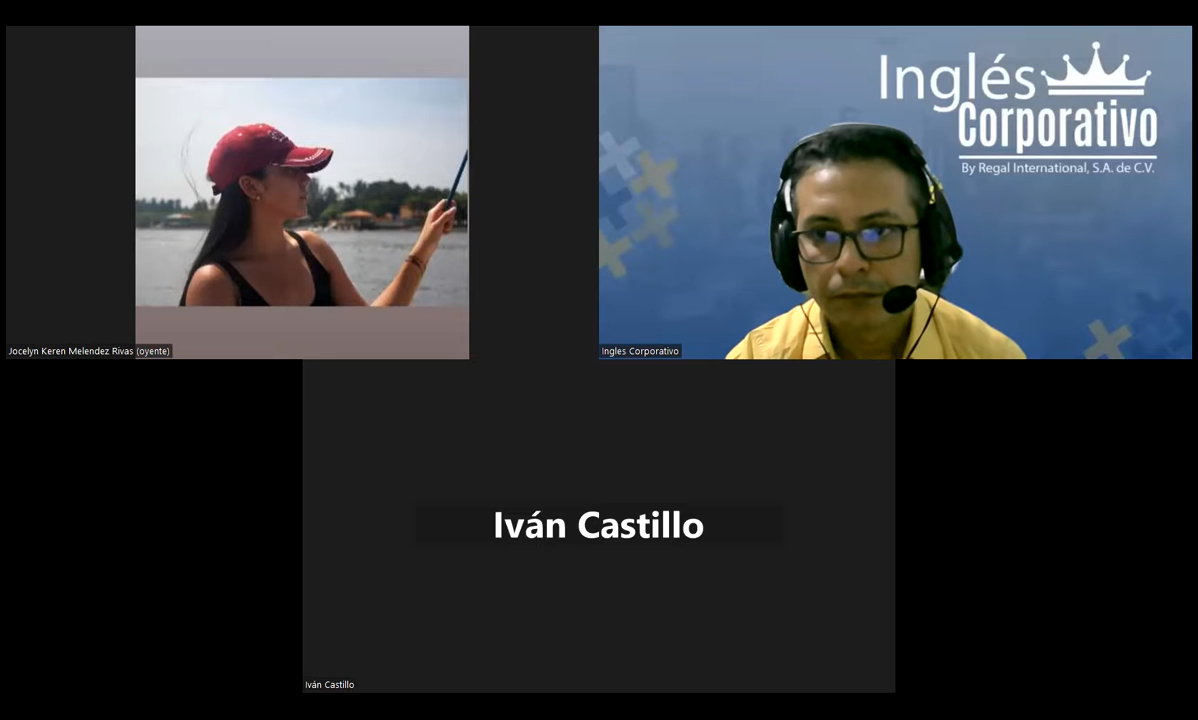 Inglés
Corporativo
By Regal International, S.A. de C.V.
Jocelyn Keren Melendez Rivas (oyente)
Ingles Corporativo
Iván Castillo
Iván Castillo